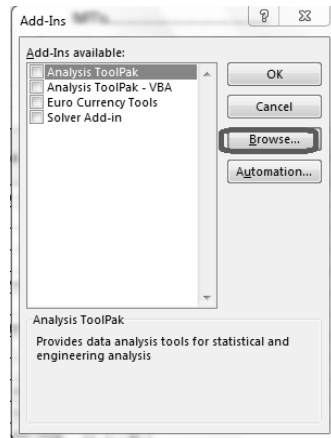 Add-Ins
Add-Ins available:
Analysis ToolPak
Analysis ToolPak - VBA
Euro Currency Tools
Solver Add-in
OK
Cancel
Browse...
Automation...
Analysis ToolPak
Provides data analysis tools for statistical and
engineering analysis